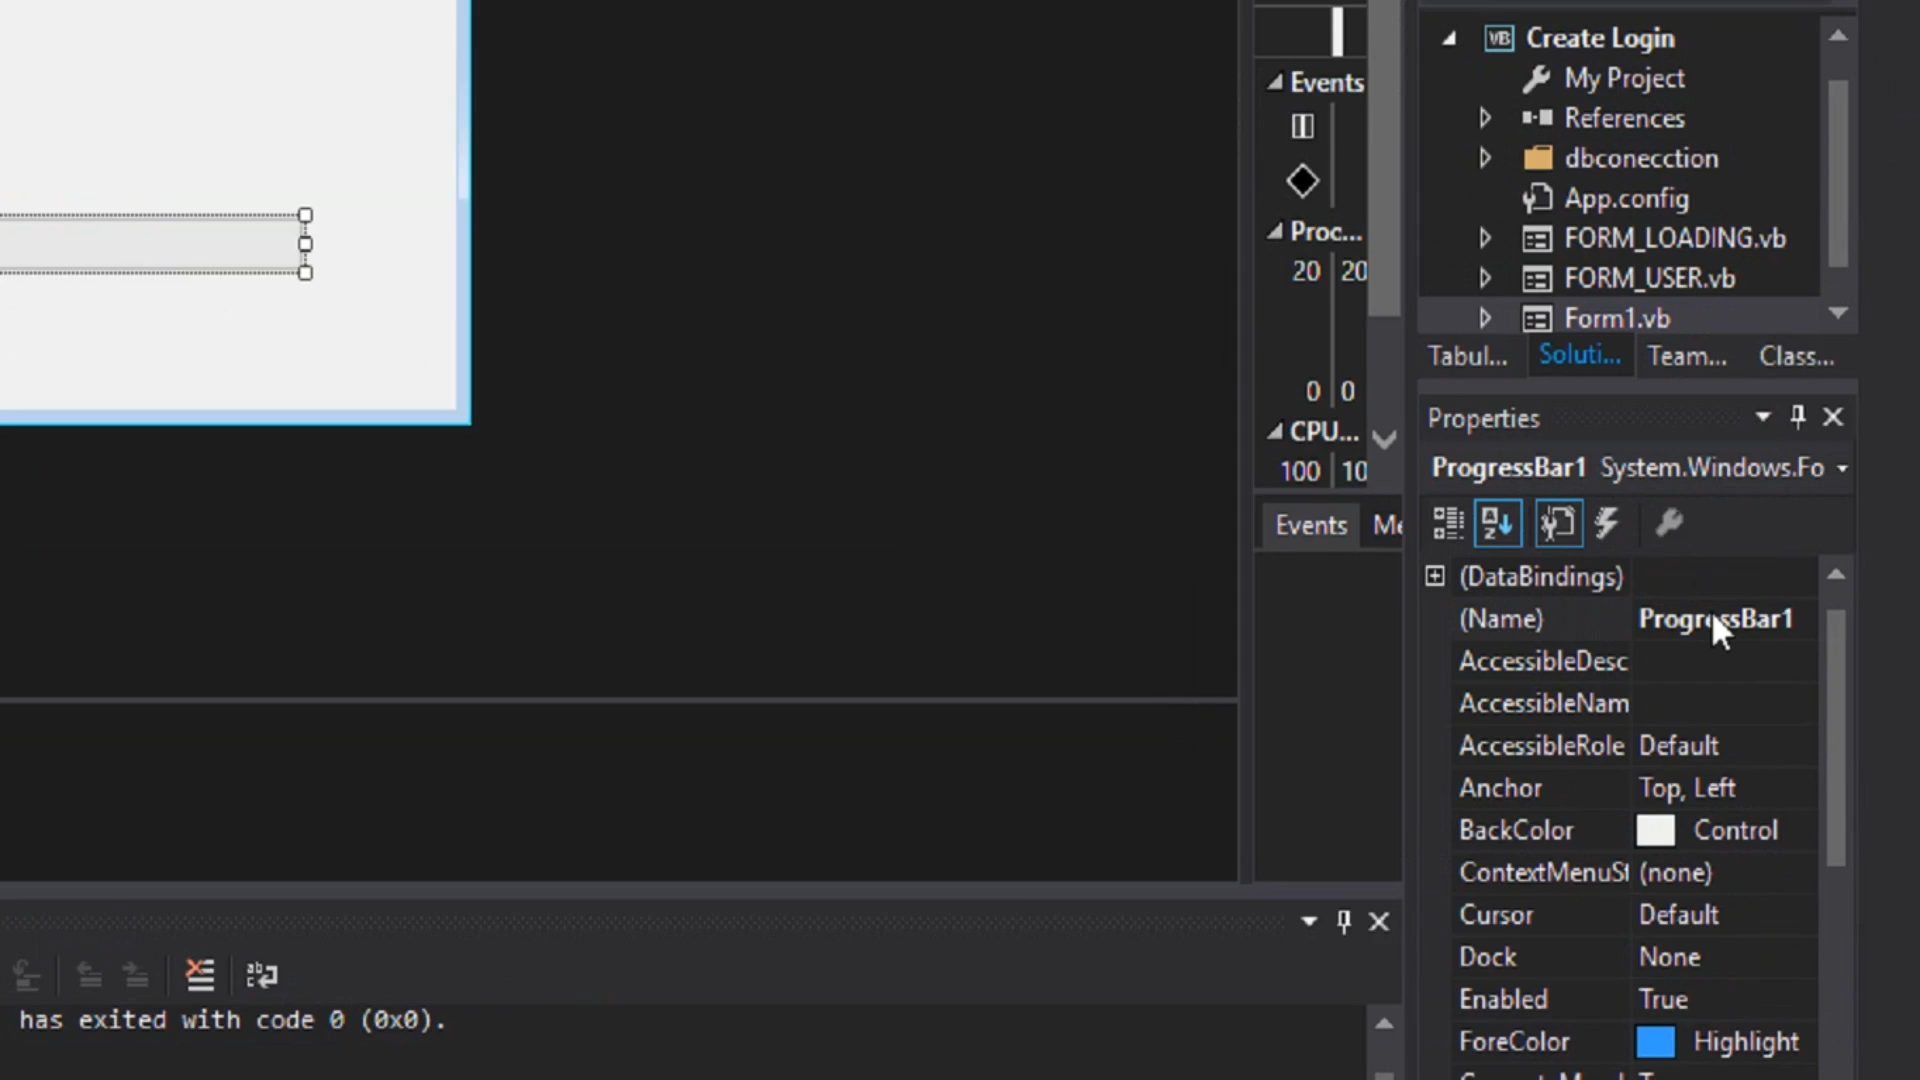 Create Login
My Project
References
dbconecction
App.config
FORM_LOADING.vb
FORM_USER.vb
Form1.vb
Tabul... Soluti... Team... Class...
Events
Proc...
20 20
0 0
CPU...
100 10
Events Me
Properties
ProgressBar1 System.Windows.Fo
(DataBindings)
(Name) ProgressBar1
AccessibleDesc
AccessibleNam
AccessibleRole Default
Anchor Top, Left
BackColor Control
ContextMenuSt (none)
Cursor Default
Dock None
Enabled True
ForeColor Highlight
has exited with code 0 (0x0).